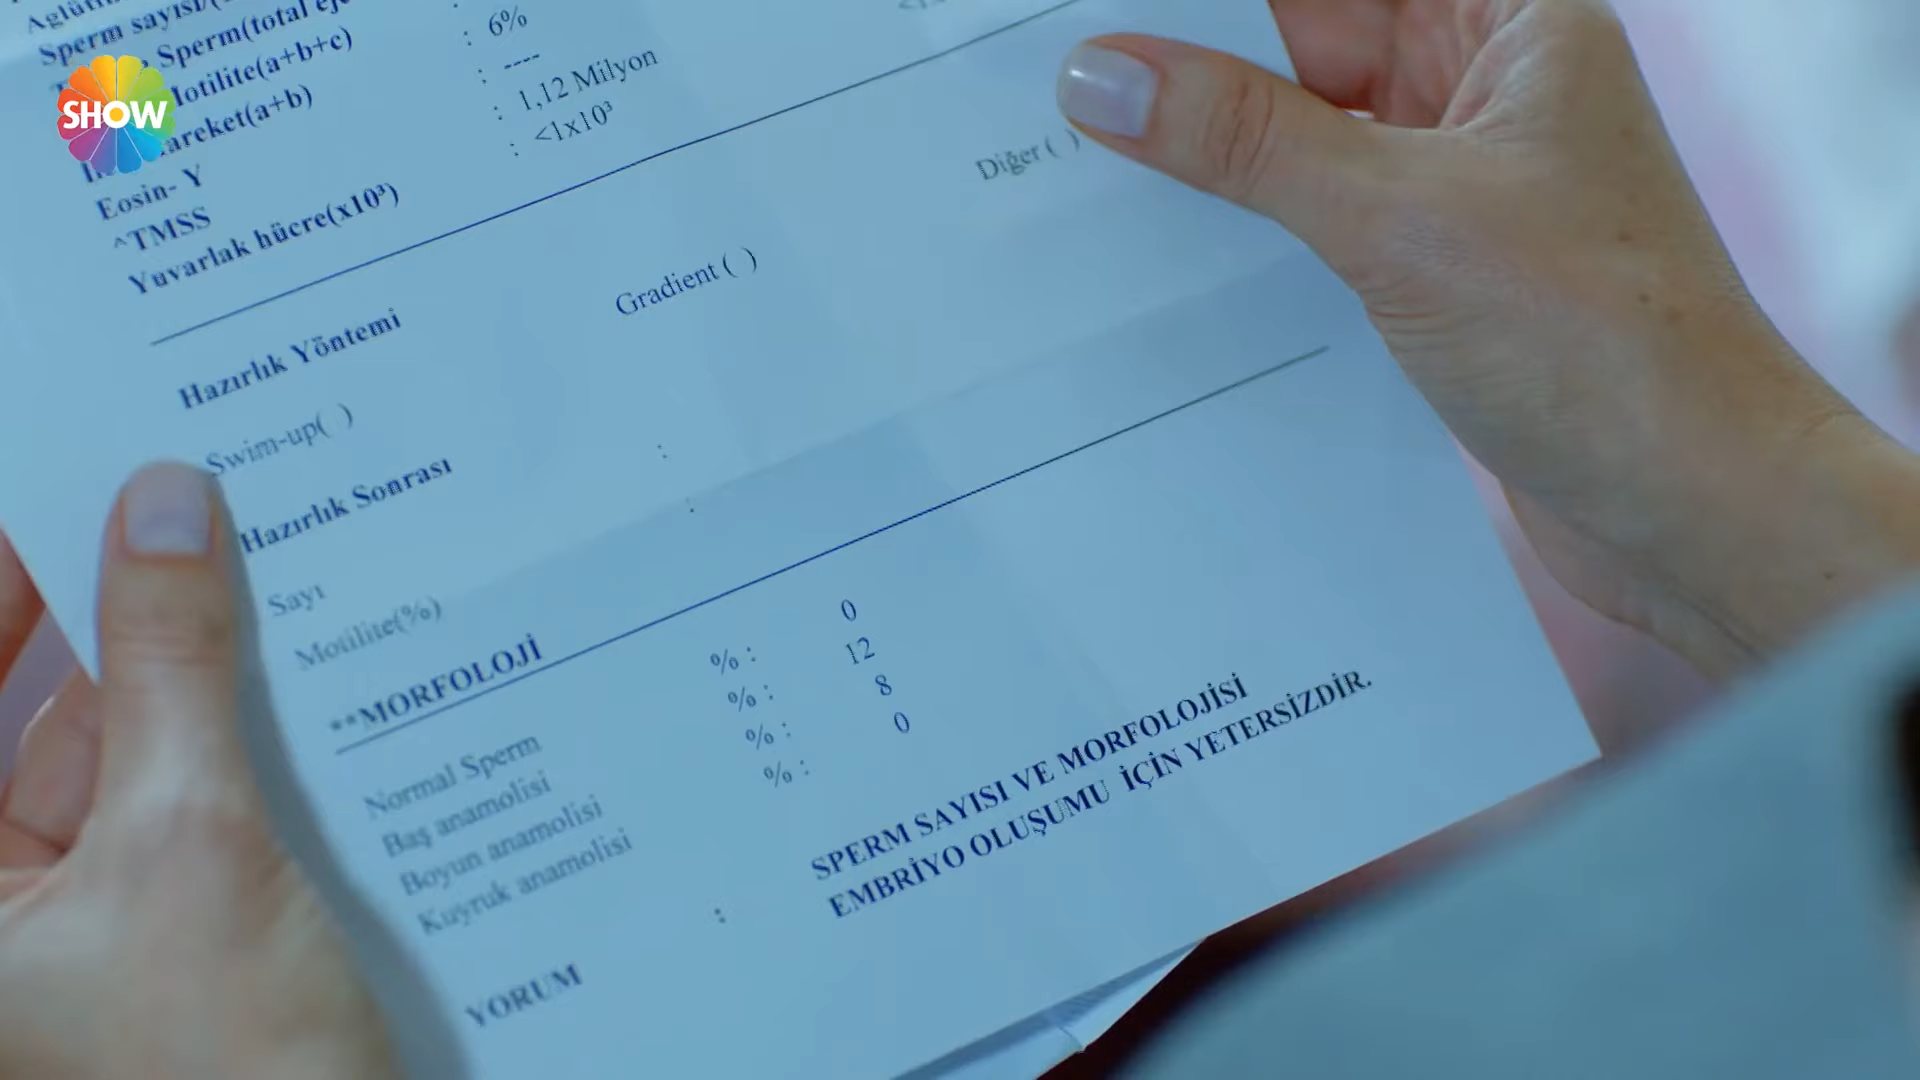 Sperm sayısı
Sperm(total
Motilite(a+b+c) : 6%
hareket(a+b) : ----
Eosin- Y : 1,12 Milyon
^TMSS : <1x10³
Yuvarlak hücre(x10³)
Hazırlık Yöntemi
Swim-up( ) Gradient ( ) Diğer ( )
Hazırlık Sonrası
Sayı :
Motilite(%) :
**MORFOLOJİ
Normal Sperm % : 0
Baş anamolisi % : 12
Boyun anamolisi % : 8
Kuyruk anamolisi % : 0
YORUM : SPERM SAYISI VE MORFOLOJİSİ
EMBRİYO OLUŞUMU İÇİN YETERSİZDİR.
SHOW